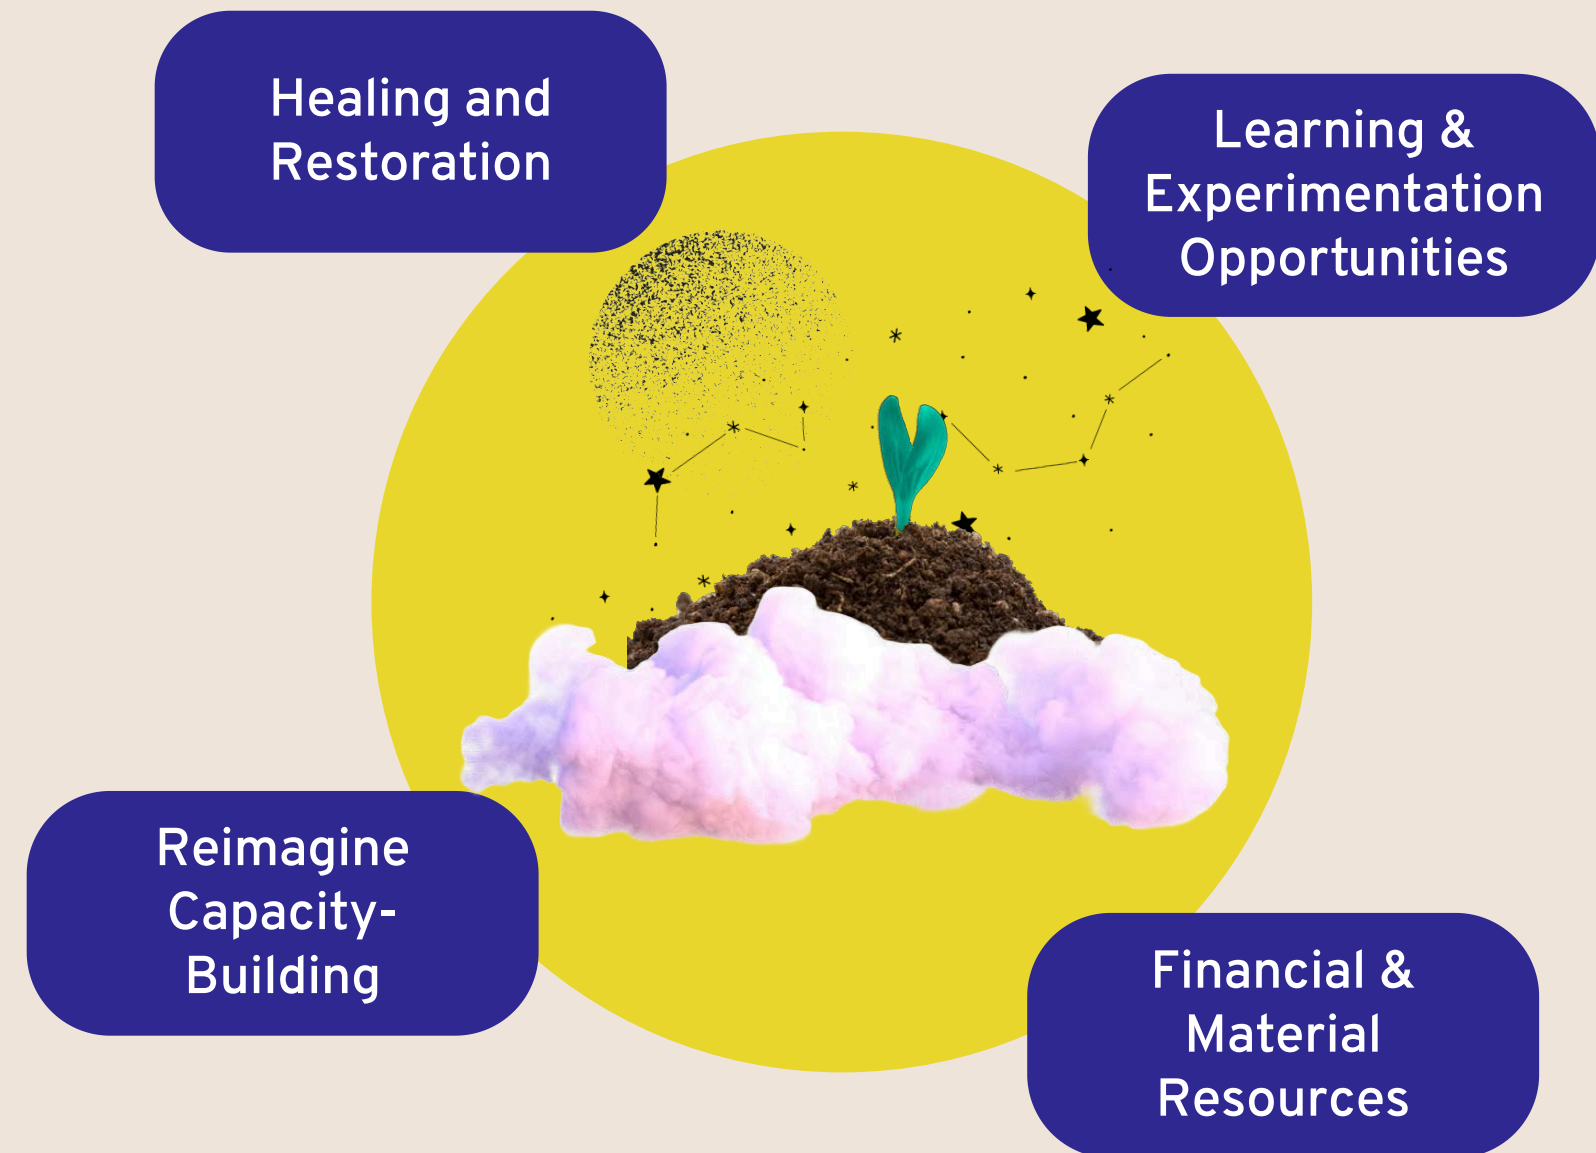 Healing and
Restoration
Learning &
Experimentation
Opportunities
Reimagine
Capacity-
Building
Financial &
Material
Resources